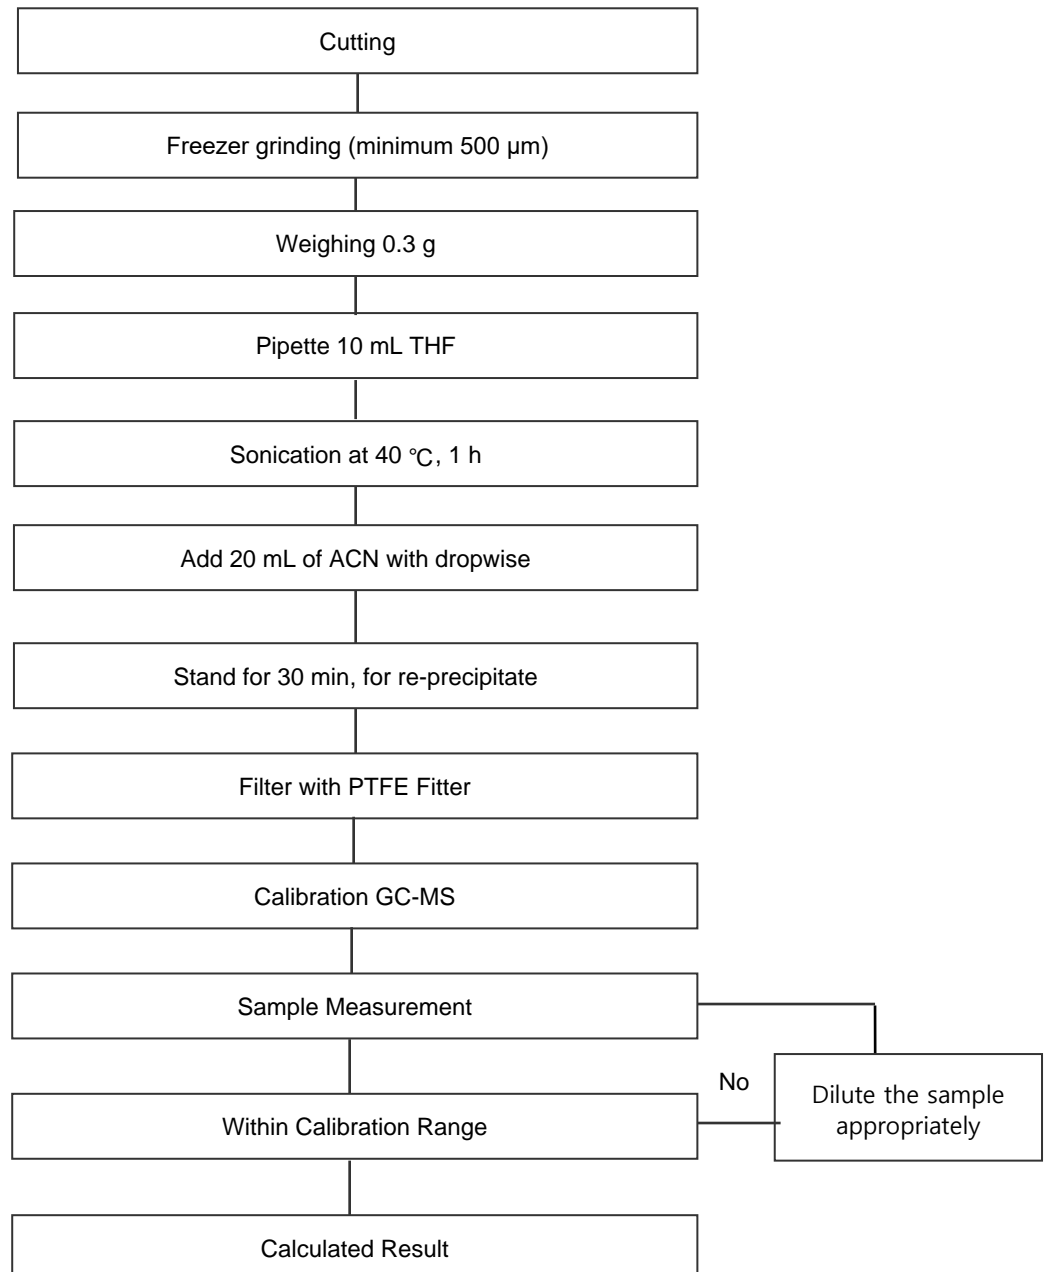 Cutting
Freezer grinding (minimum 500 µm)
Weighing 0.3 g
Pipette 10 mL THF
Sonication at 40 ℃, 1 h
Add 20 mL of ACN with dropwise
Stand for 30 min, for re-precipitate
Filter with PTFE Fitter
Calibration GC-MS
Sample Measurement
No
Dilute the sample
appropriately
Within Calibration Range
Calculated Result